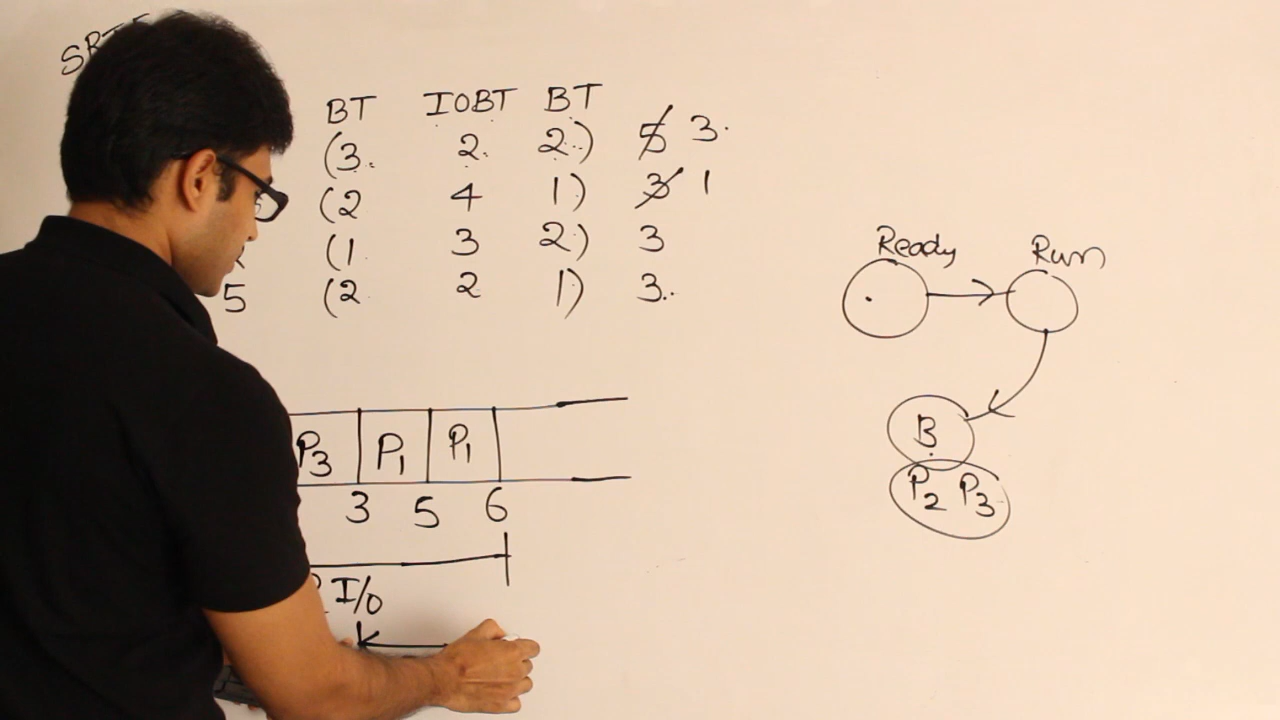 BT IOBT BT
(3 2 2) 5 3
(2 4 1) 3 1
(1 3 2) 3
5 (2 2 1) 3
Ready Run
B
P2 P3
P3 P1 P1
3 5 6
I/O